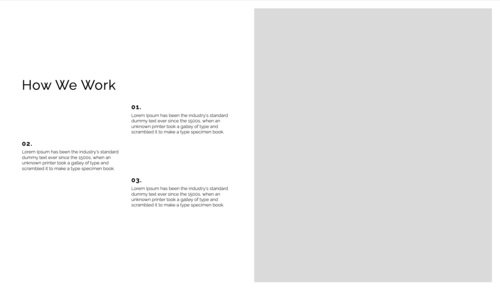 How We Work
01.
Lorem Ipsum has been the industry's standard
dummy text ever since the 1500s, when an
unknown printer took a galley of type and
scrambled it to make a type specimen book.
02.
Lorem Ipsum has been the industry's standard
dummy text ever since the 1500s, when an
unknown printer took a galley of type and
scrambled it to make a type specimen book.
03.
Lorem Ipsum has been the industry's standard
dummy text ever since the 1500s, when an
unknown printer took a galley of type and
scrambled it to make a type specimen book.